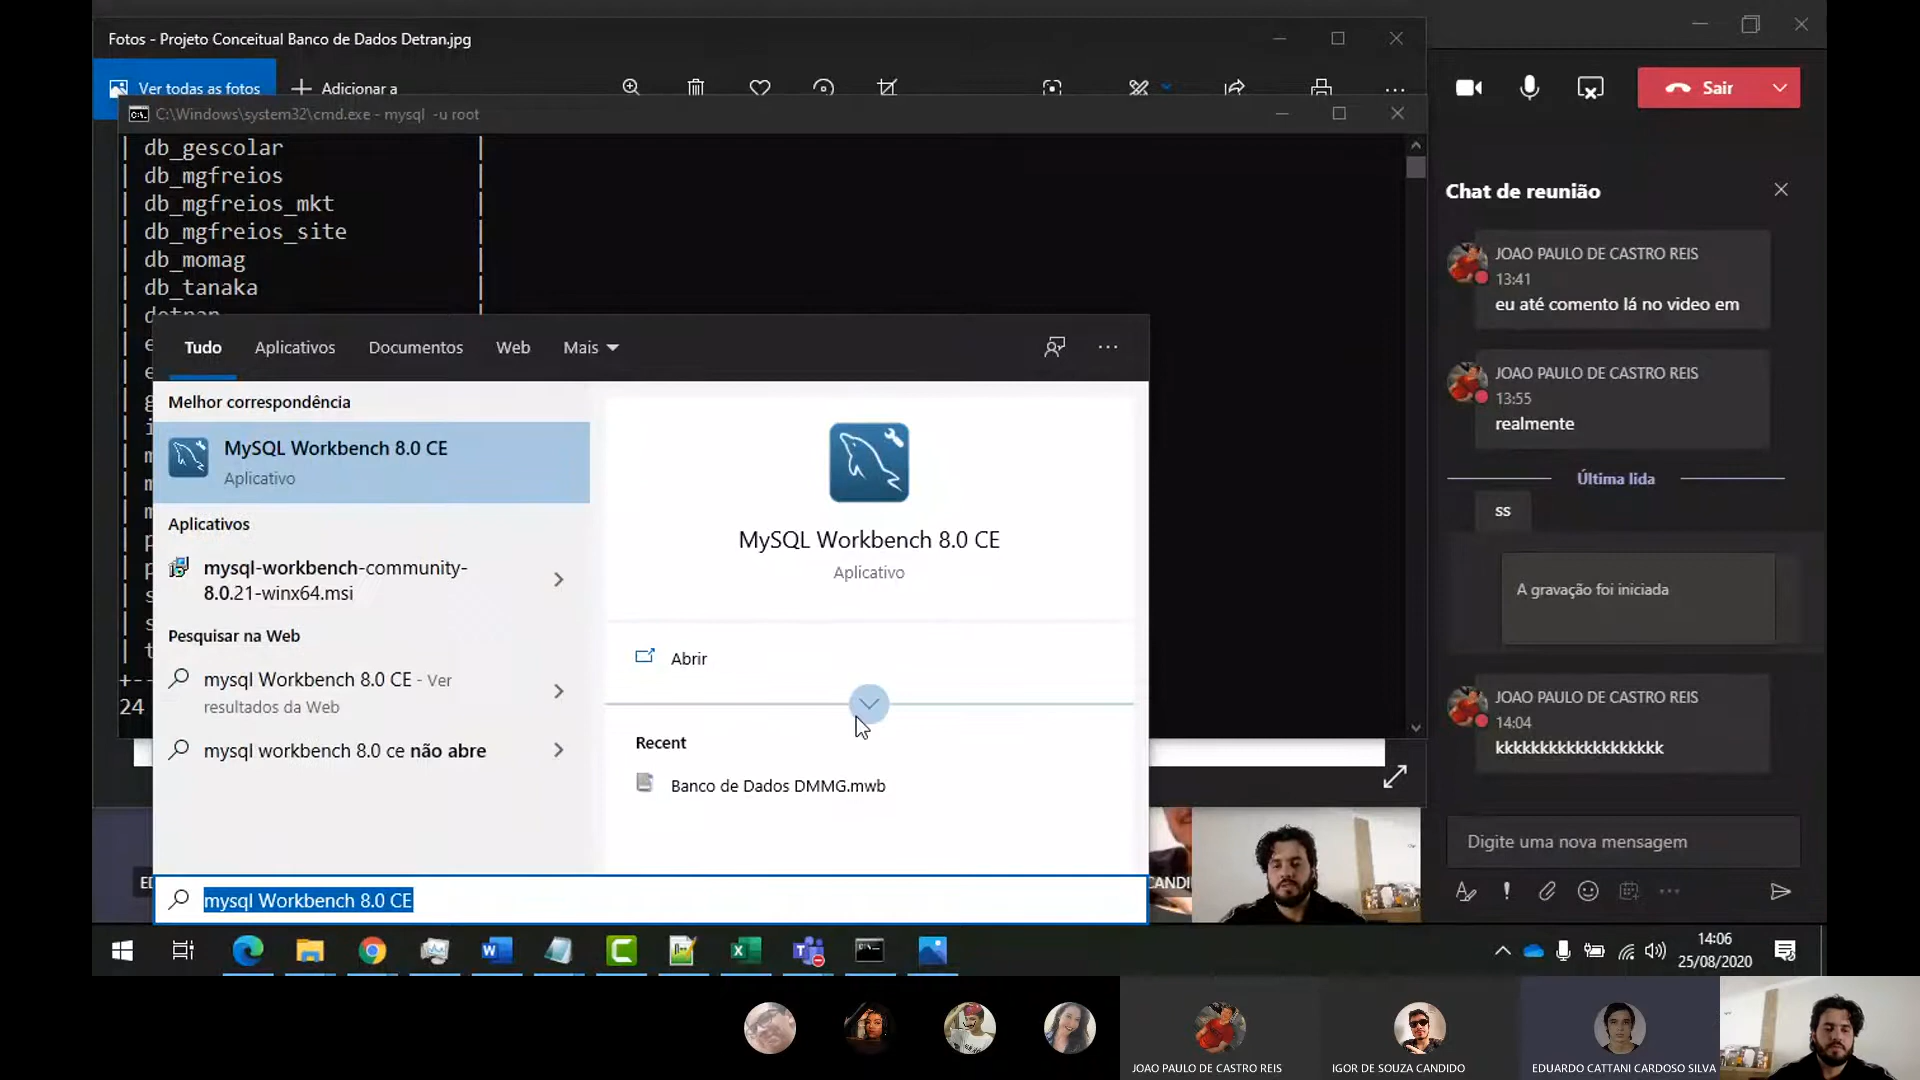 Fotos - Projeto Conceitual Banco de Dados Detran.jpg
Ver todas as fotos
Adicionar a
C:\Windows\system32\cmd.exe - mysql -u root
| db_gescolar |
| db_mgfreios |
| db_mgfreios_mkt |
| db_mgfreios_site |
| db_momag |
| db_tanaka |
detran
24
Tudo
Aplicativos
Documentos
Web
Mais
Melhor correspondência
MySQL Workbench 8.0 CE
Aplicativo
Aplicativos
mysql-workbench-community-
8.0.21-winx64.msi
Pesquisar na Web
mysql Workbench 8.0 CE - Ver
resultados da Web
mysql workbench 8.0 ce não abre
MySQL Workbench 8.0 CE
Aplicativo
Abrir
Recent
Banco de Dados DMMG.mwb
mysql Workbench 8.0 CE
CANDI
Sair
Chat de reunião
JOAO PAULO DE CASTRO REIS
13:41
eu até comento lá no video em
JOAO PAULO DE CASTRO REIS
13:55
realmente
Última lida
ss
A gravação foi iniciada
JOAO PAULO DE CASTRO REIS
14:04
kkkkkkkkkkkkkkkkkkk
Digite uma nova mensagem
14:06
25/08/2020
JOAO PAULO DE CASTRO REIS
IGOR DE SOUZA CANDIDO
EDUARDO CATTANI CARDOSO SILVA